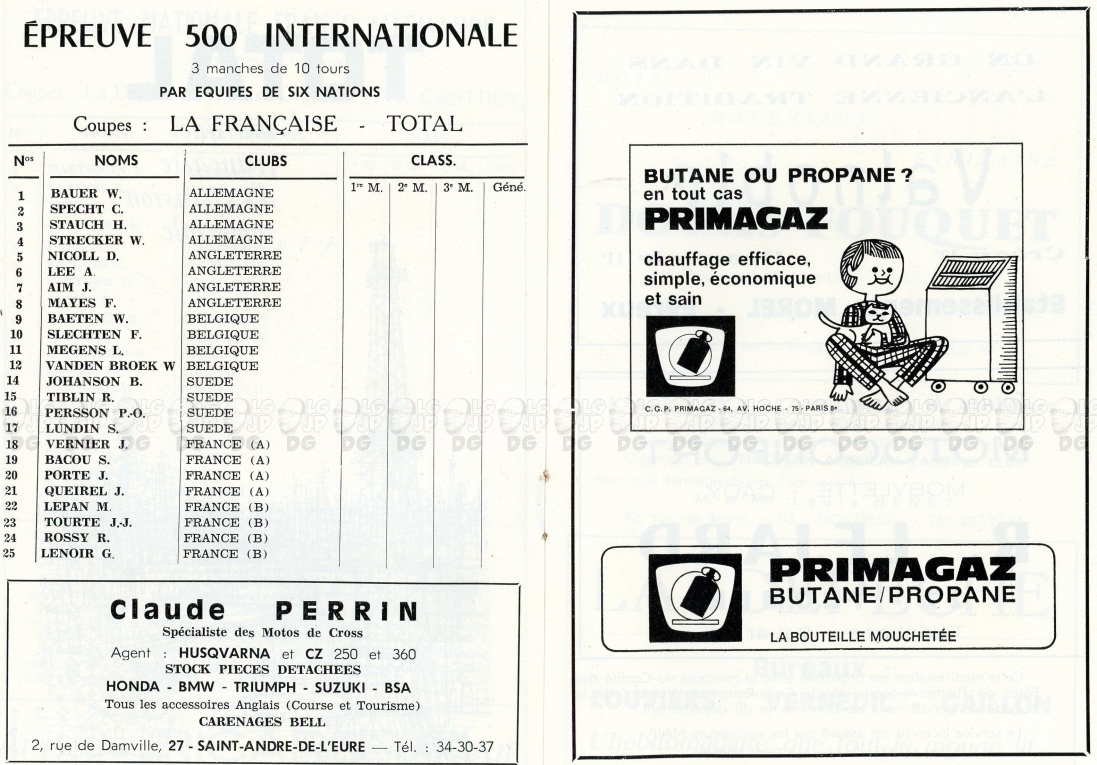 ÉPREUVE 500 INTERNATIONALE
3 manches de 10 tours
PAR EQUIPES DE SIX NATIONS
Coupes : LA FRANÇAISE - TOTAL
Nos NOMS CLUBS CLASS.
1re M. 2e M. 3e M. Géné.
1 BAUER W. ALLEMAGNE
2 SPECHT C. ALLEMAGNE
3 STAUCH H. ALLEMAGNE
4 STRECKER W. ALLEMAGNE
5 NICOLL D. ANGLETERRE
6 LEE A. ANGLETERRE
7 AIM J. ANGLETERRE
8 MAYES F. ANGLETERRE
9 BAETEN W. BELGIQUE
10 SLECHTEN F. BELGIQUE
11 MEGENS L. BELGIQUE
12 VANDEN BROEK W BELGIQUE
14 JOHANSON B. SUEDE
15 TIBLIN R. SUEDE
16 PERSSON P.-O. SUEDE
17 LUNDIN S. SUEDE
VERNIER J. FRANCE (A)
19 BACOU S. FRANCE (A)
20 PORTE J. FRANCE (A)
21 QUEIREL J. FRANCE (A)
22 LEPAN M. FRANCE (B)
23 TOURTE J.-J. FRANCE (B)
24 ROSSY R. FRANCE (B)
25 LENOIR G. FRANCE (B)
Claude PERRIN
Spécialiste des Motos de Cross
Agent : HUSQVARNA et CZ 250 et 360
STOCK PIECES DETACHEES
HONDA - BMW - TRIUMPH - SUZUKI - BSA
Tous les accessoires Anglais (Course et Tourisme)
CARENAGES BELL
2, rue de Damville, 27 - SAINT-ANDRE-DE-L'EURE — Tél. : 34-30-37
BUTANE OU PROPANE ?
en tout cas
PRIMAGAZ
chauffage efficace,
simple, économique
et sain
C.G.P. PRIMAGAZ - 64, AV. HOCHE - 75 - PARIS 8e
PRIMAGAZ
BUTANE/PROPANE
LA BOUTEILLE MOUCHETÉE